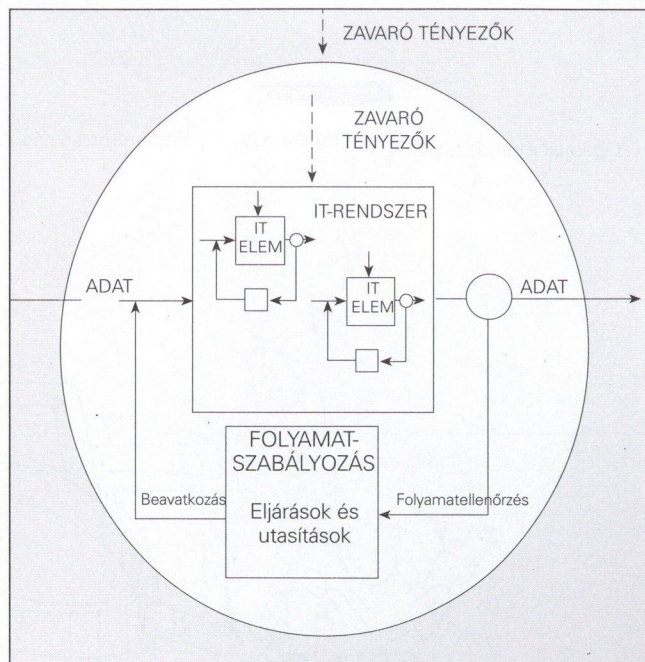 ZAVARÓ TÉNYEZŐK
ZAVARÓ
TÉNYEZŐK
IT-RENDSZER
IT
ELEM
IT
ELEM
ADAT
ADAT
FOLYAMAT-
SZABÁLYOZÁS
Beavatkozás
Eljárások és
utasítások
Folyamatellenőrzés